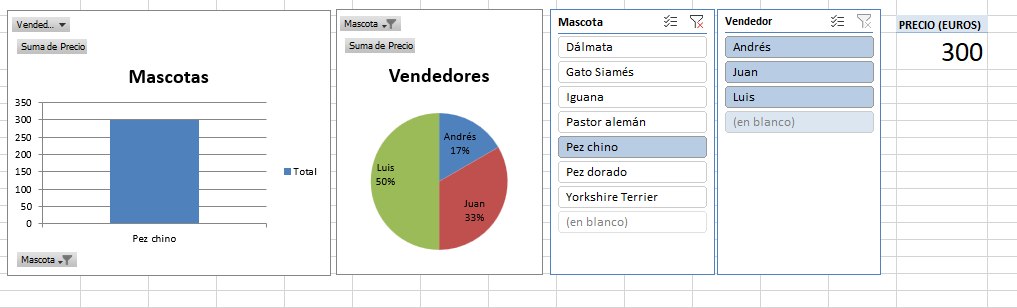 Vended...
Suma de Precio
Mascotas
350
300
250
200
150
100
50
0
Total
Pez chino
Mascota
Mascota
Suma de Precio
Vendedores
Andrés
17%
Luis
50%
Juan
33%
Mascota
Dálmata
Gato Siamés
Iguana
Pastor alemán
Pez chino
Pez dorado
Yorkshire Terrier
(en blanco)
Vendedor
Andrés
Juan
Luis
(en blanco)
PRECIO (EUROS)
300